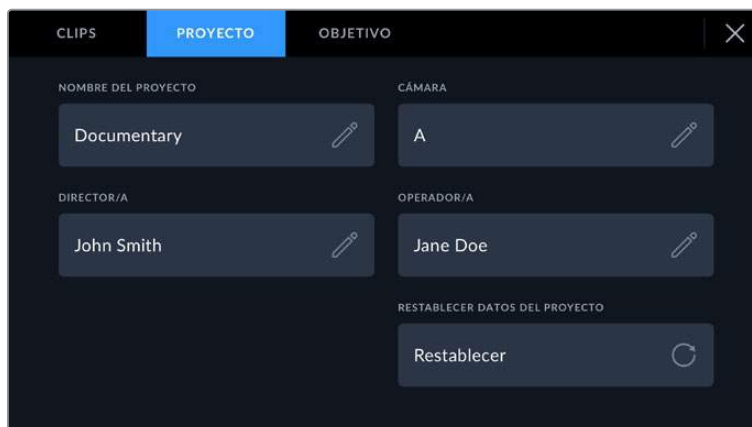 CLIPS PROYECTO OBJETIVO
NOMBRE DEL PROYECTO CÁMARA
Documentary A
DIRECTOR/A OPERADOR/A
John Smith Jane Doe
RESTABLECER DATOS DEL PROYECTO
Restablecer